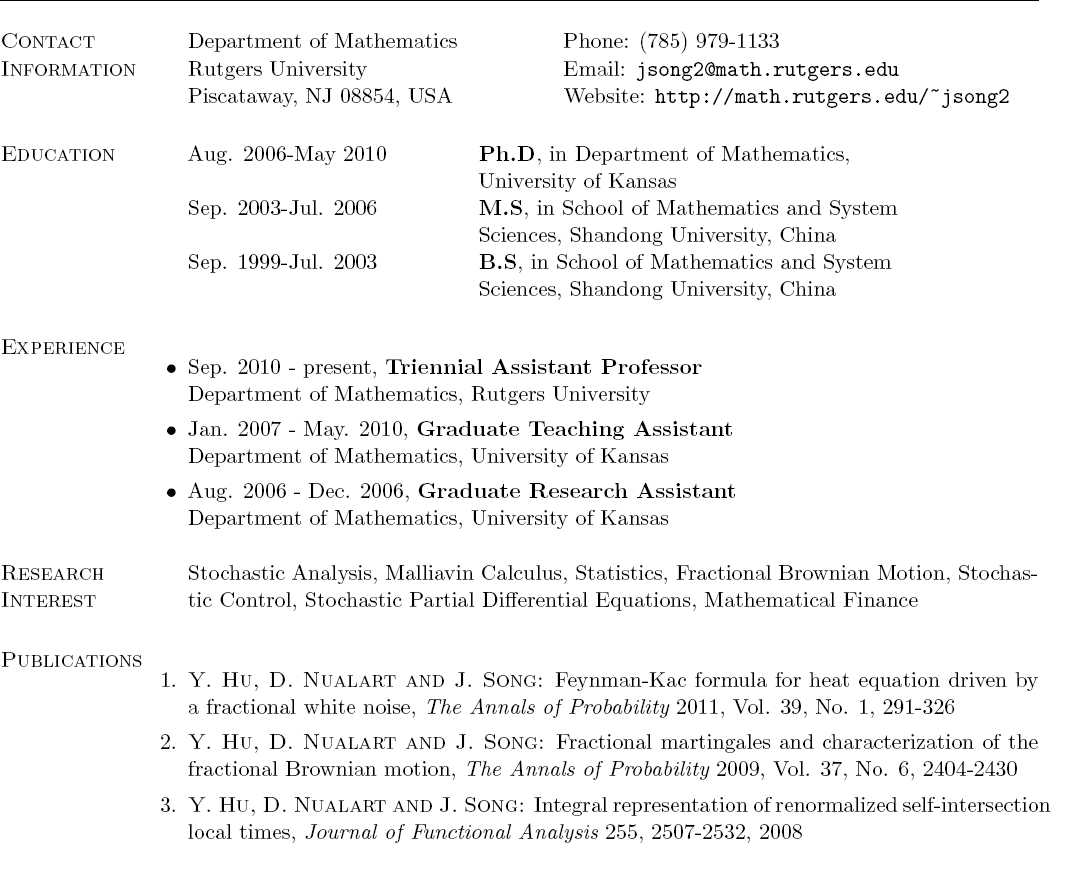 CONTACT INFORMATION
Department of Mathematics
Rutgers University
Piscataway, NJ 08854, USA
Phone: (785) 979-1133
Email: jsong2@math.rutgers.edu
Website: http://math.rutgers.edu/~jsong2
EDUCATION
Aug. 2006-May 2010 Ph.D, in Department of Mathematics,
University of Kansas
Sep. 2003-Jul. 2006 M.S, in School of Mathematics and System
Sciences, Shandong University, China
Sep. 1999-Jul. 2003 B.S, in School of Mathematics and System
Sciences, Shandong University, China
EXPERIENCE
• Sep. 2010 - present, Triennial Assistant Professor
Department of Mathematics, Rutgers University
• Jan. 2007 - May. 2010, Graduate Teaching Assistant
Department of Mathematics, University of Kansas
• Aug. 2006 - Dec. 2006, Graduate Research Assistant
Department of Mathematics, University of Kansas
RESEARCH INTEREST
Stochastic Analysis, Malliavin Calculus, Statistics, Fractional Brownian Motion, Stochas-
tic Control, Stochastic Partial Differential Equations, Mathematical Finance
PUBLICATIONS
1. Y. HU, D. NUALART AND J. SONG: Feynman-Kac formula for heat equation driven by
a fractional white noise, The Annals of Probability 2011, Vol. 39, No. 1, 291-326
2. Y. HU, D. NUALART AND J. SONG: Fractional martingales and characterization of the
fractional Brownian motion, The Annals of Probability 2009, Vol. 37, No. 6, 2404-2430
3. Y. HU, D. NUALART AND J. SONG: Integral representation of renormalized self-intersection
local times, Journal of Functional Analysis 255, 2507-2532, 2008